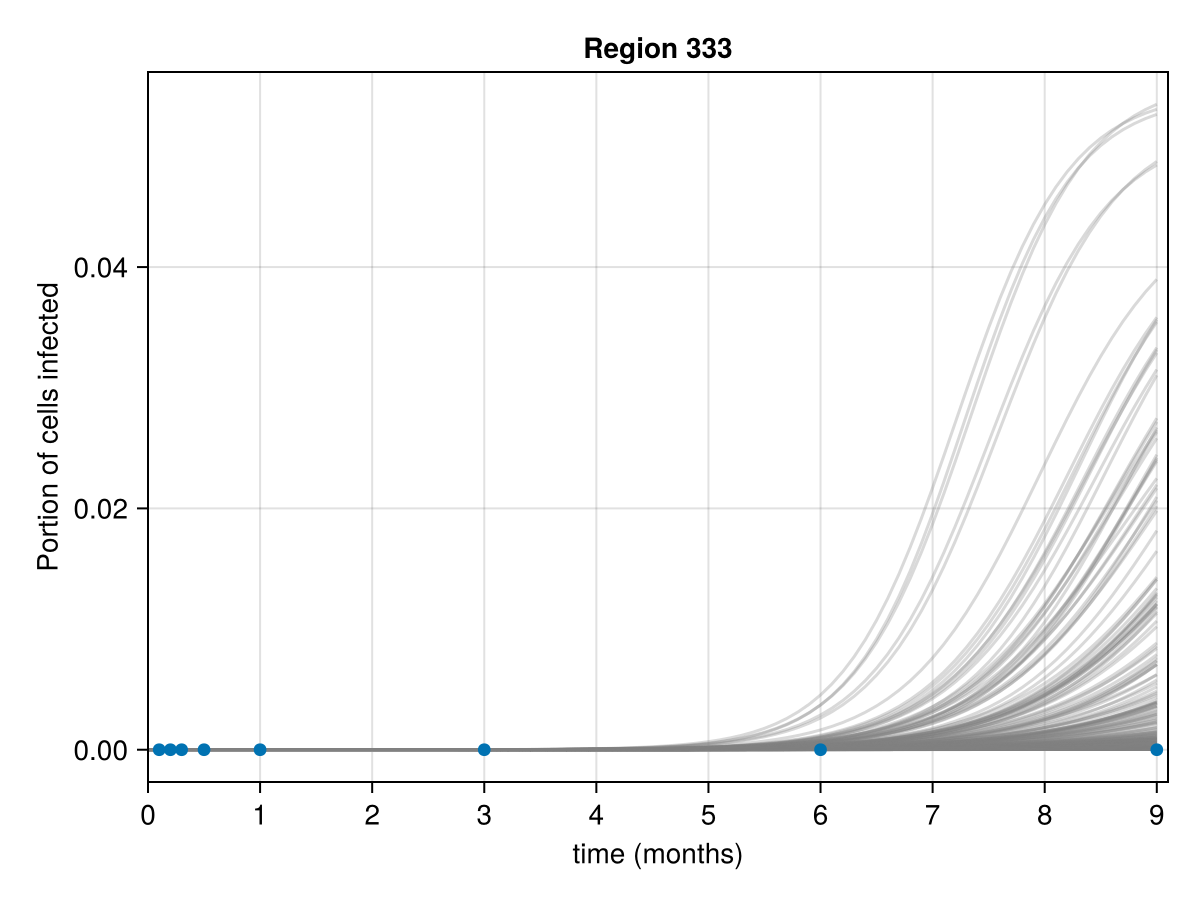 Region 333
Portion of cells infected
0.04
0.02
0.00
0 1 2 3 4 5 6 7 8 9
time (months)